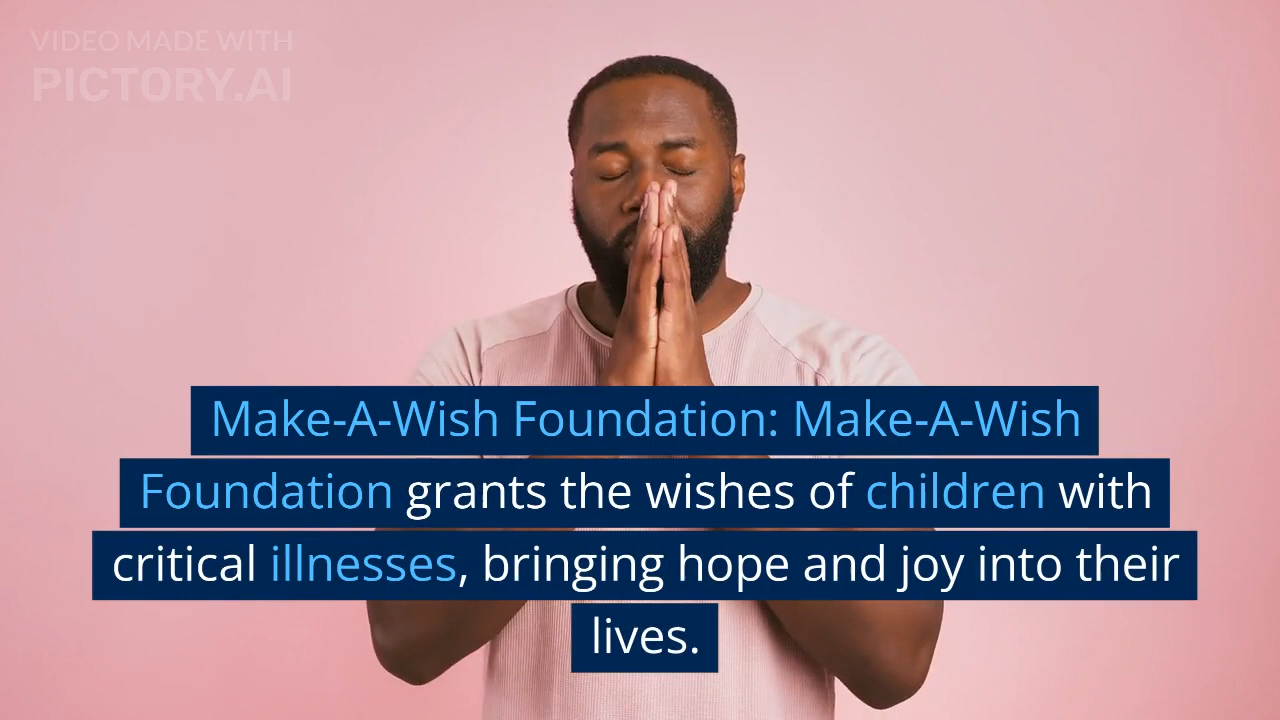 VIDEO MADE WITH
PICTORY.AI
Make-A-Wish Foundation: Make-A-Wish
Foundation grants the wishes of children with
critical illnesses, bringing hope and joy into their
lives.